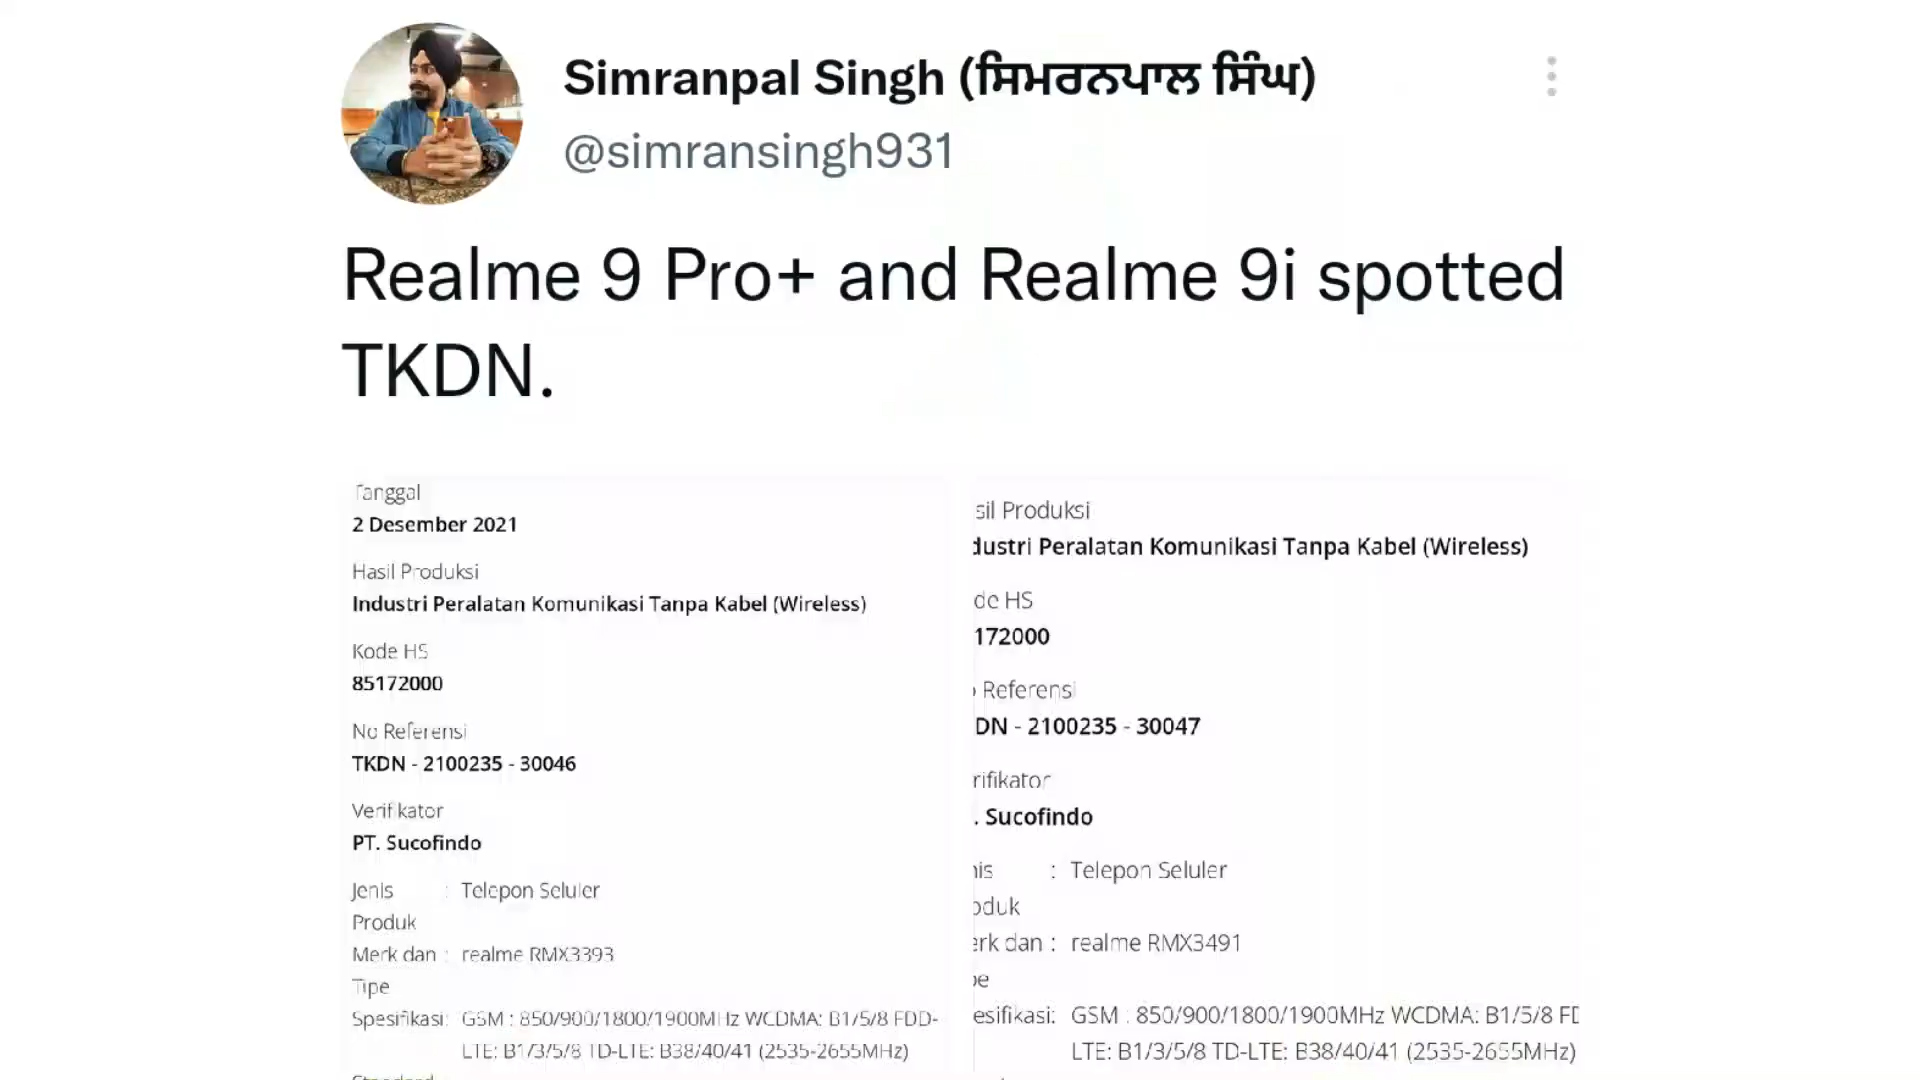 Simranpal Singh (ਸਿਮਰਨਪਾਲ ਸਿੰਘ)
@simransingh931
Realme 9 Pro+ and Realme 9i spotted
TKDN.
Tanggal
2 Desember 2021
Hasil Produksi
Industri Peralatan Komunikasi Tanpa Kabel (Wireless)
Kode HS
85172000
No Referensi
TKDN - 2100235 - 30046
Verifikator
PT. Sucofindo
Jenis : Telepon Seluler
Produk
Merk dan : realme RMX3393
Tipe
Spesifikasi: GSM : 850/900/1800/1900MHz WCDMA: B1/5/8 FDD-
LTE: B1/3/5/8 TD-LTE: B38/40/41 (2535-2655MHz)
sil Produksi
dustri Peralatan Komunikasi Tanpa Kabel (Wireless)
de HS
172000
Referensi
DN - 2100235 - 30047
rifikator
. Sucofindo
nis : Telepon Seluler
oduk
erk dan : realme RMX3491
pe
esifikasi: GSM : 850/900/1800/1900MHz WCDMA: B1/5/8 FD
LTE: B1/3/5/8 TD-LTE: B38/40/41 (2535-2655MHz)